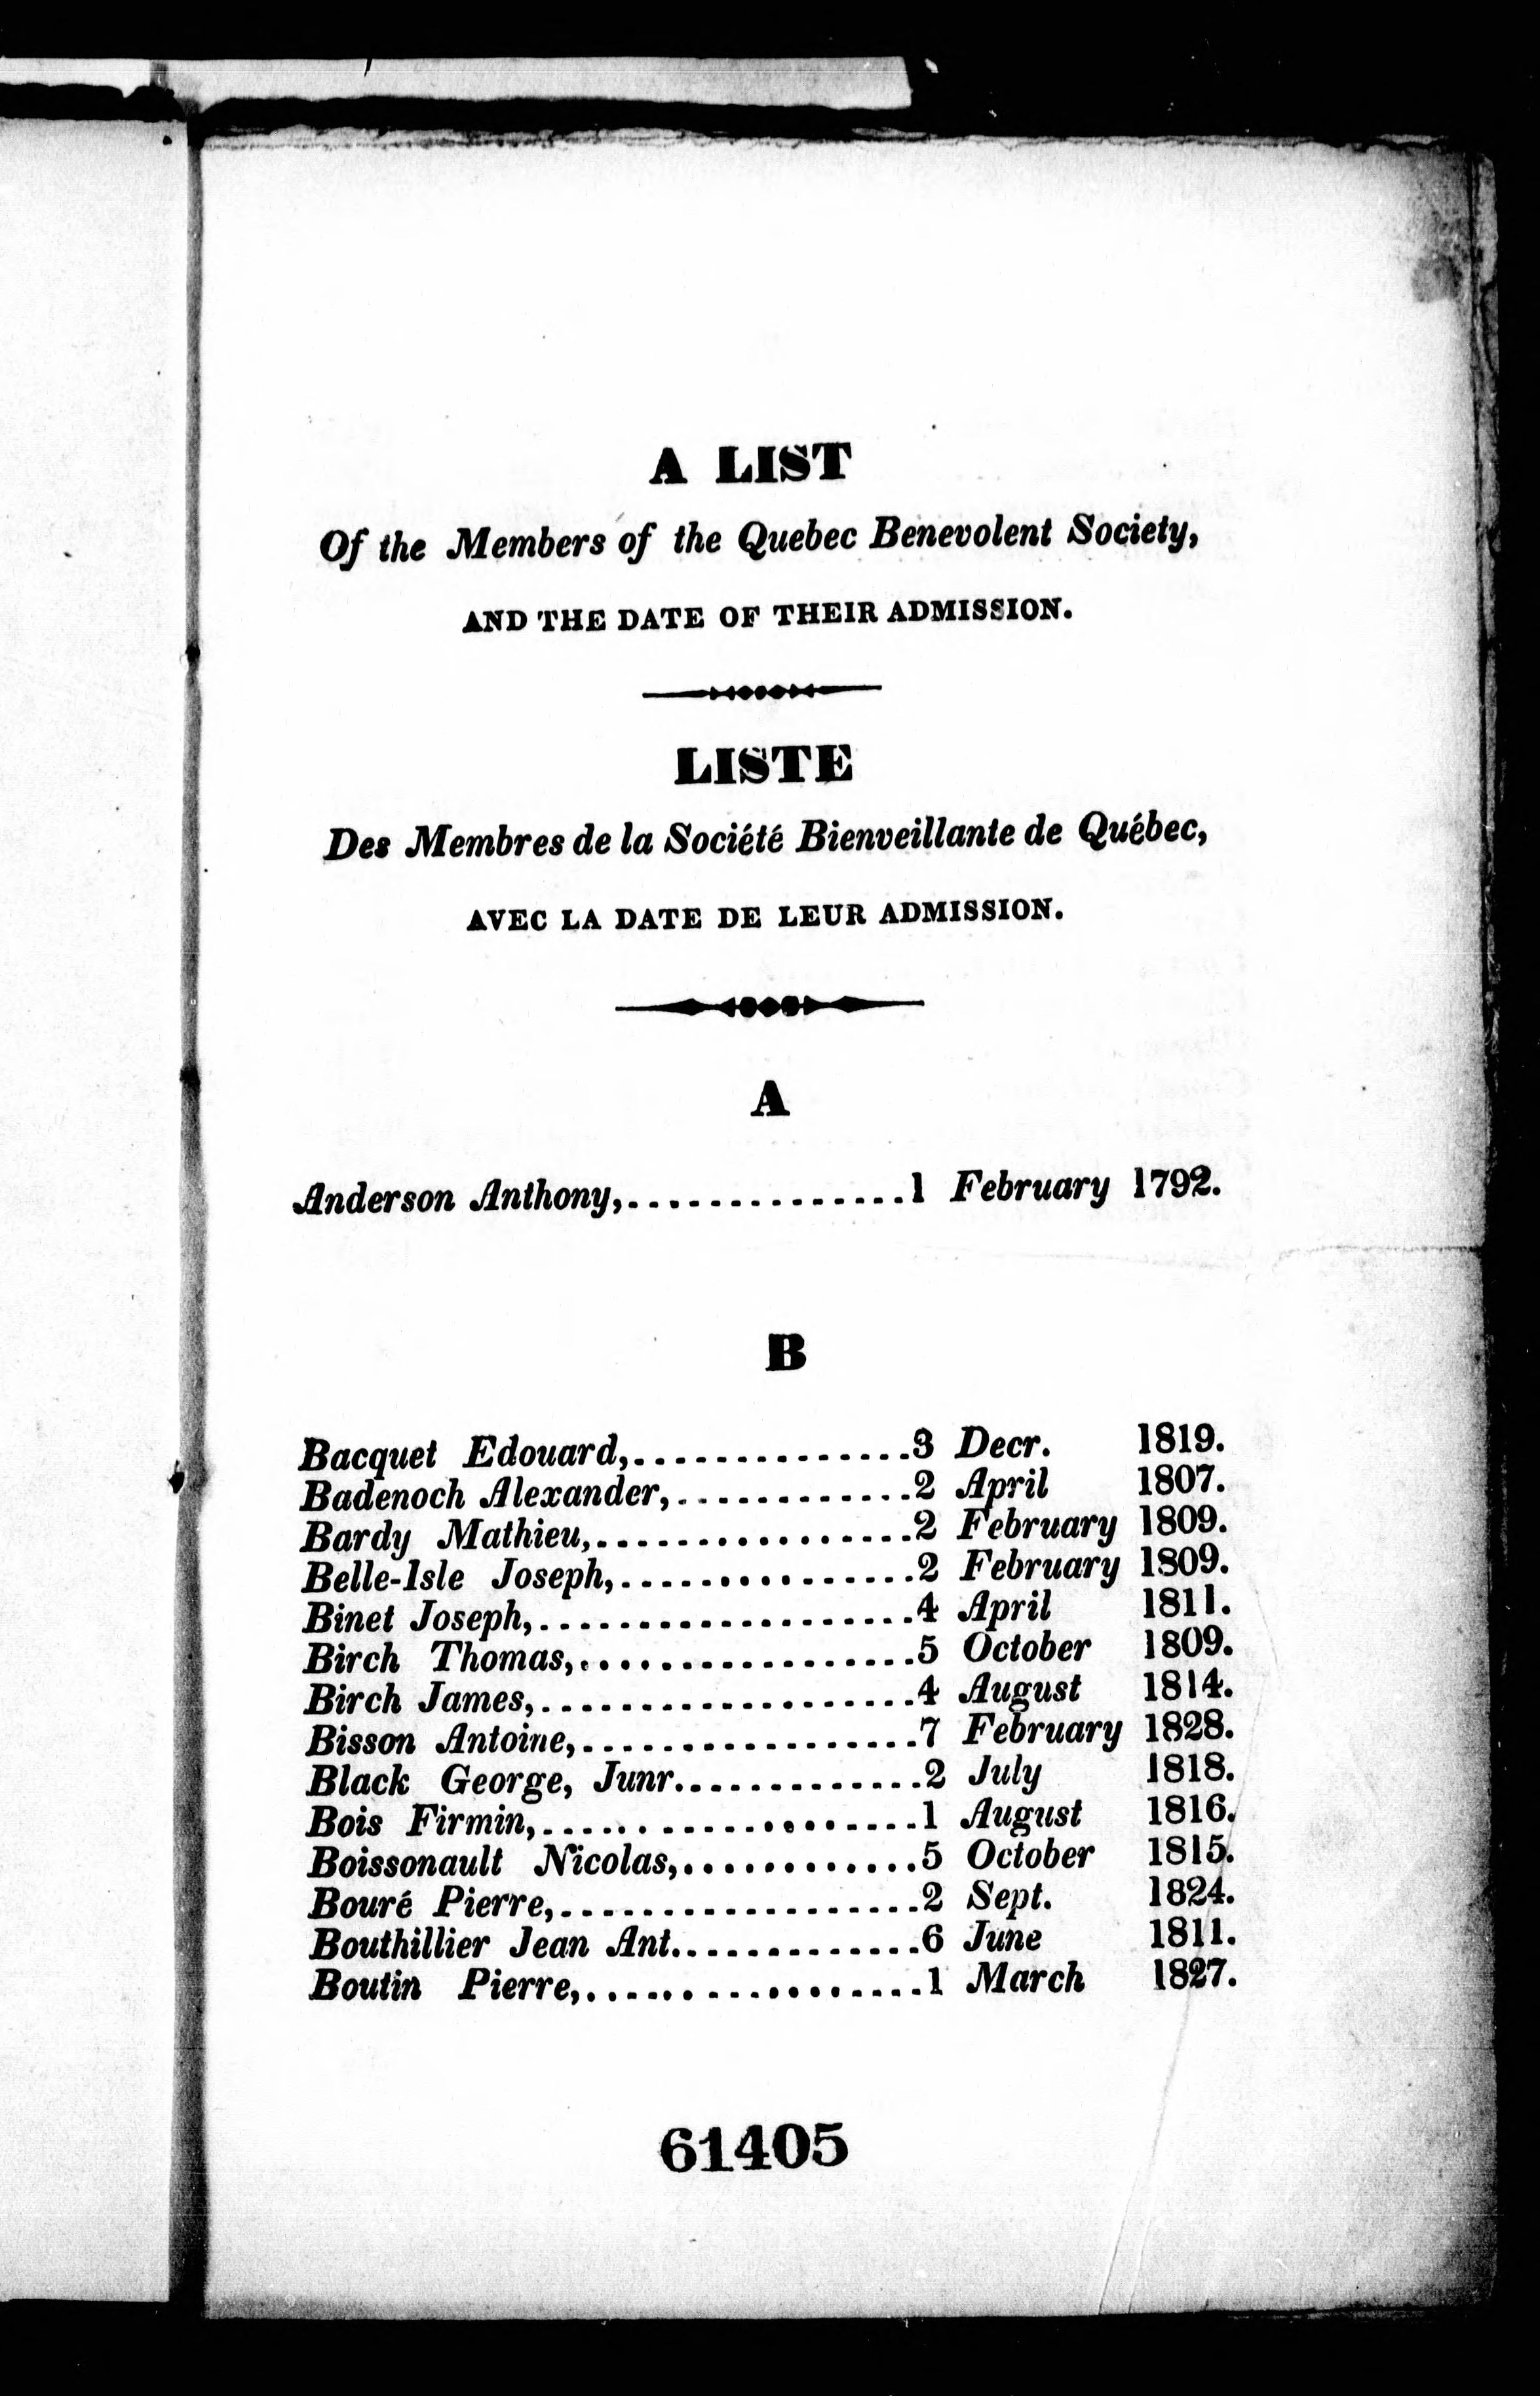 A LIST
Of the Members of the Quebec Benevolent Society,
AND THE DATE OF THEIR ADMISSION.
LISTE
Des Membres de la Société Bienveillante de Québec,
AVEC LA DATE DE LEUR ADMISSION.
A
Anderson Anthony,..............1 February 1792.
B
Bacquet Edouard,..............3 Decr. 1819.
Badenoch Alexander,............2 April 1807.
Bardy Mathieu,................2 February 1809.
Belle-Isle Joseph,...............2 February 1809.
Binet Joseph,...................4 April 1811.
Birch Thomas,.................5 October 1809.
Birch James,...................4 August 1814.
Bisson Antoine,.................7 February 1828.
Black George, Junr.............2 July 1818.
Bois Firmin,...................1 August 1816.
Boissonault Nicolas,............5 October 1815.
Bouré Pierre,..................2 Sept. 1824.
Bouthillier Jean Ant.............6 June 1811.
Boutin Pierre,.................1 March 1827.
61405